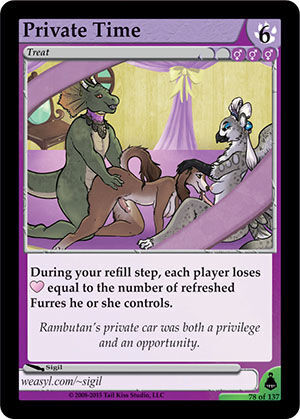 Private Time
6
Treat
During your refill step, each player loses
equal to the number of refreshed
Furres he or she controls.
Rambutan's private car was both a privilege
and an opportunity.
Sigil
weasyl.com/~sigil
78 of 137
© 2008-2015 Tail Kiss Studio, LLC